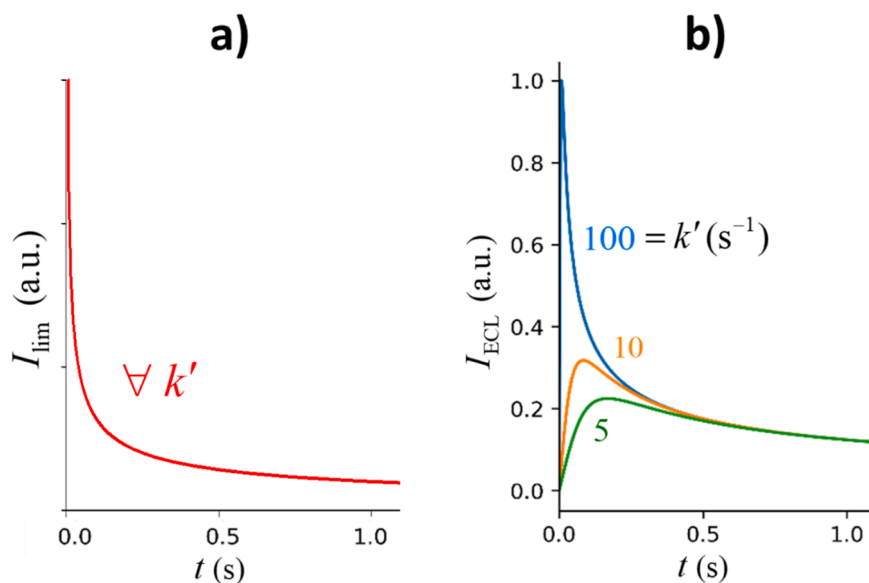 a)
I_lim (a.u.)
∀ k′
0.0 0.5 1.0
t (s)
b)
I_ECL (a.u.)
1.0
0.8
0.6
0.4
0.2
0.0
100 = k′ (s⁻¹)
10
5
0.0 0.5 1.0
t (s)